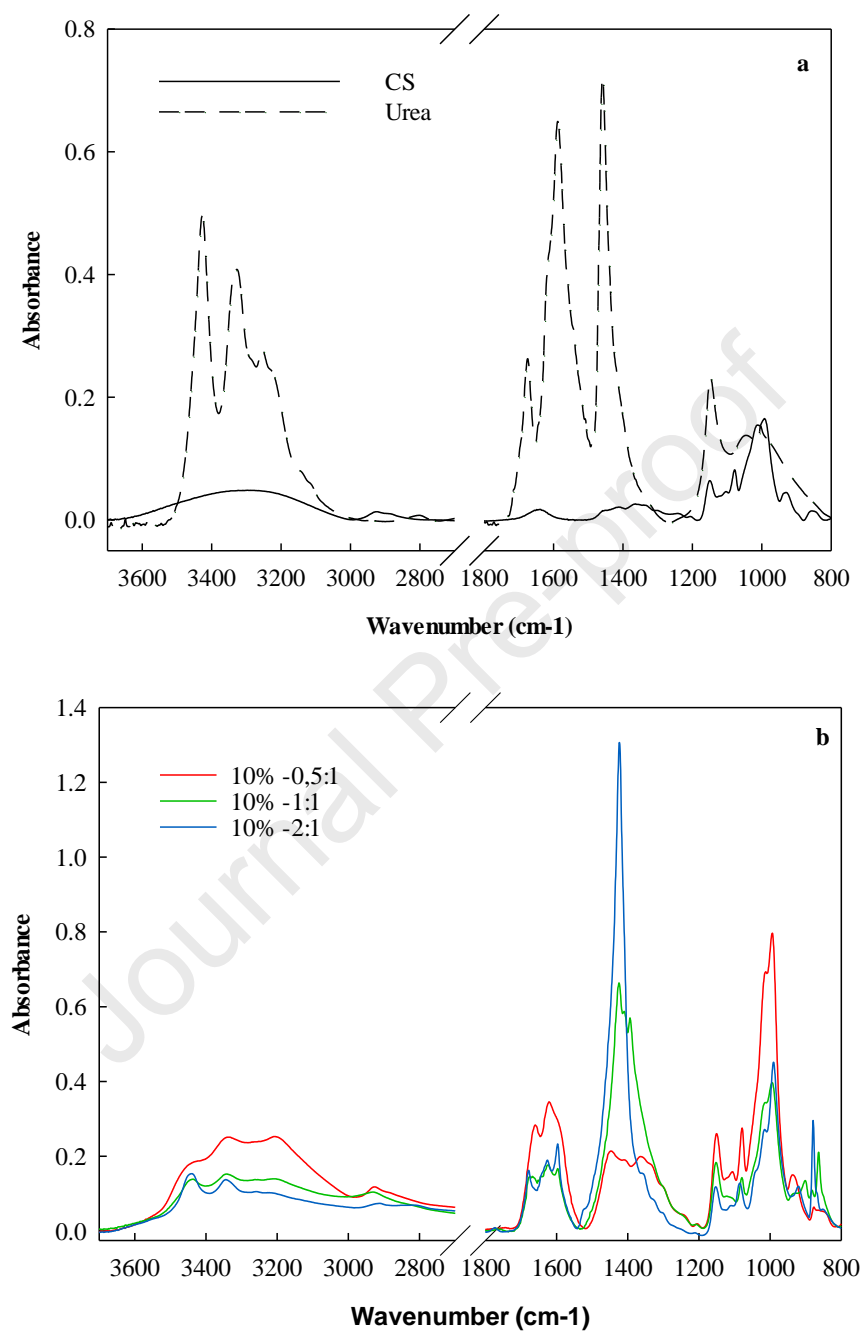 0.8
a
CS
Urea
0.6
0.4
0.2
0.0
Absorbance
3600 3400 3200 3000 2800 1800 1600 1400 1200 1000 800
Wavenumber (cm-1)
Journal Pre-proof
1.4
b
10% -0,5:1
10% -1:1
10% -2:1
1.2
1.0
0.8
0.6
0.4
0.2
0.0
Absorbance
3600 3400 3200 3000 2800 1800 1600 1400 1200 1000 800
Wavenumber (cm-1)